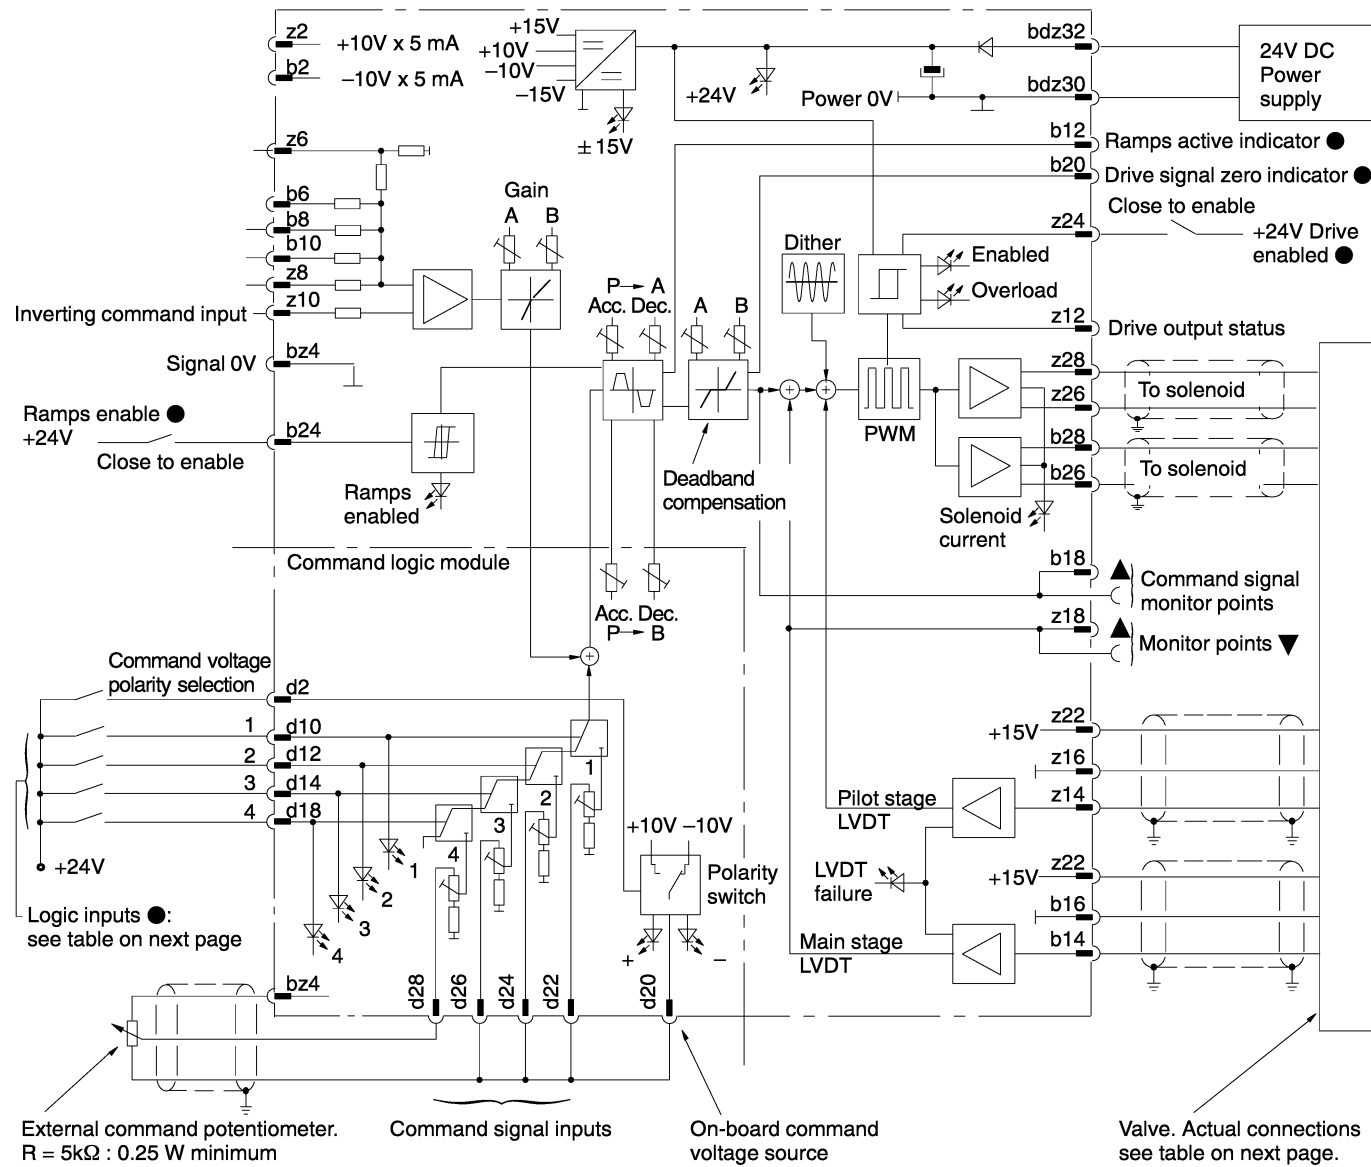 z2
+10V x 5 mA
b2
−10V x 5 mA
+15V
+10V
−10V
−15V
± 15V
+24V
Power 0V
bdz32
bdz30
24V DC
Power
supply
b12
Ramps active indicator ●
b20
Drive signal zero indicator ●
Close to enable
z24
+24V Drive
enabled ●
z6
b6
b8
b10
z8
z10
Inverting command input
Gain
A B
Dither
Enabled
Overload
z12
Drive output status
P → A
Acc. Dec.
A B
Signal 0V
bz4
z28
z26
To solenoid
b28
b26
To solenoid
PWM
Ramps enable ●
+24V
b24
Close to enable
Ramps
enabled
Deadband
compensation
Solenoid
current
Command logic module
b18
▲
Command signal
monitor points
z18
▲
Monitor points ▼
Acc. Dec.
P → B
Command voltage
polarity selection
d2
1 d10
2 d12
3 d14
4 d18
+24V
Logic inputs ●:
see table on next page
1
2
3
4
1
2
3
4
+10V −10V
Polarity
switch
+ −
Pilot stage
LVDT
LVDT
failure
Main stage
LVDT
z22
+15V
z16
z14
z22
+15V
b16
b14
bz4
d28
d26
d24
d22
d20
External command potentiometer.
R = 5kΩ : 0.25 W minimum
Command signal inputs
On-board command
voltage source
Valve. Actual connections
see table on next page.